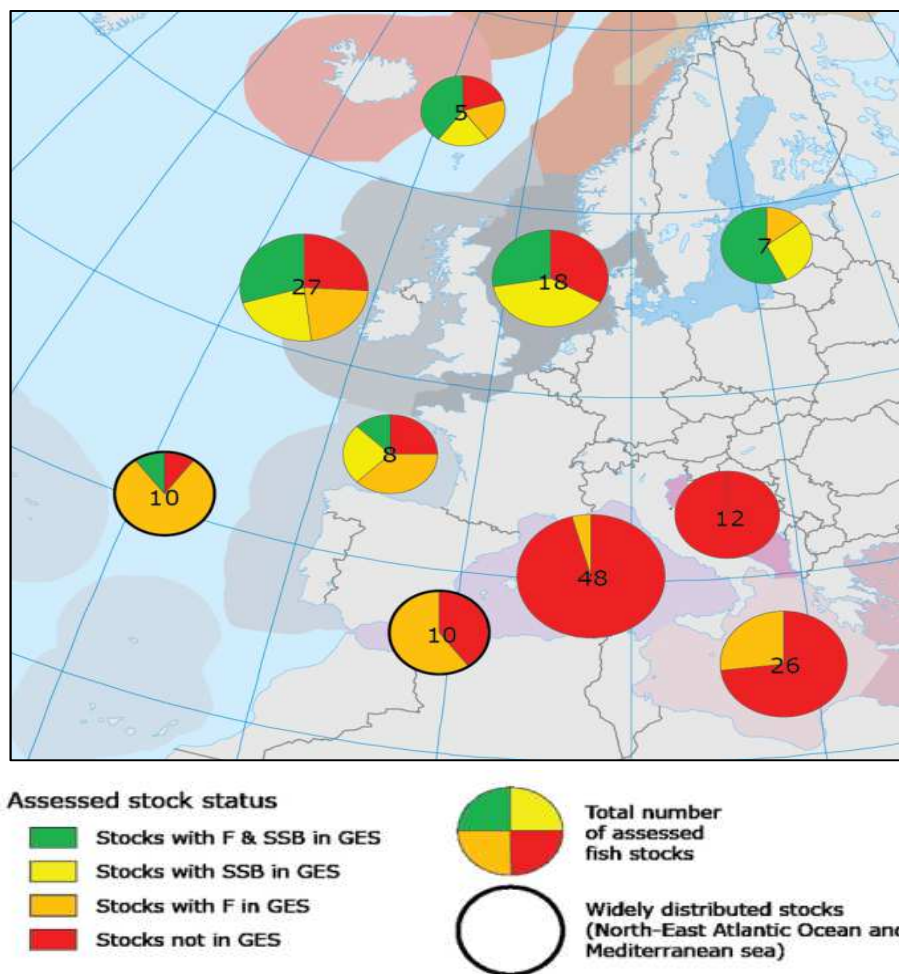 5
7
27
18
8
10
12
48
10
26
Assessed stock status
Stocks with F & SSB in GES
Stocks with SSB in GES
Stocks with F in GES
Stocks not in GES
Total number
of assessed
fish stocks
Widely distributed stocks
(North-East Atlantic Ocean and
Mediterranean sea)